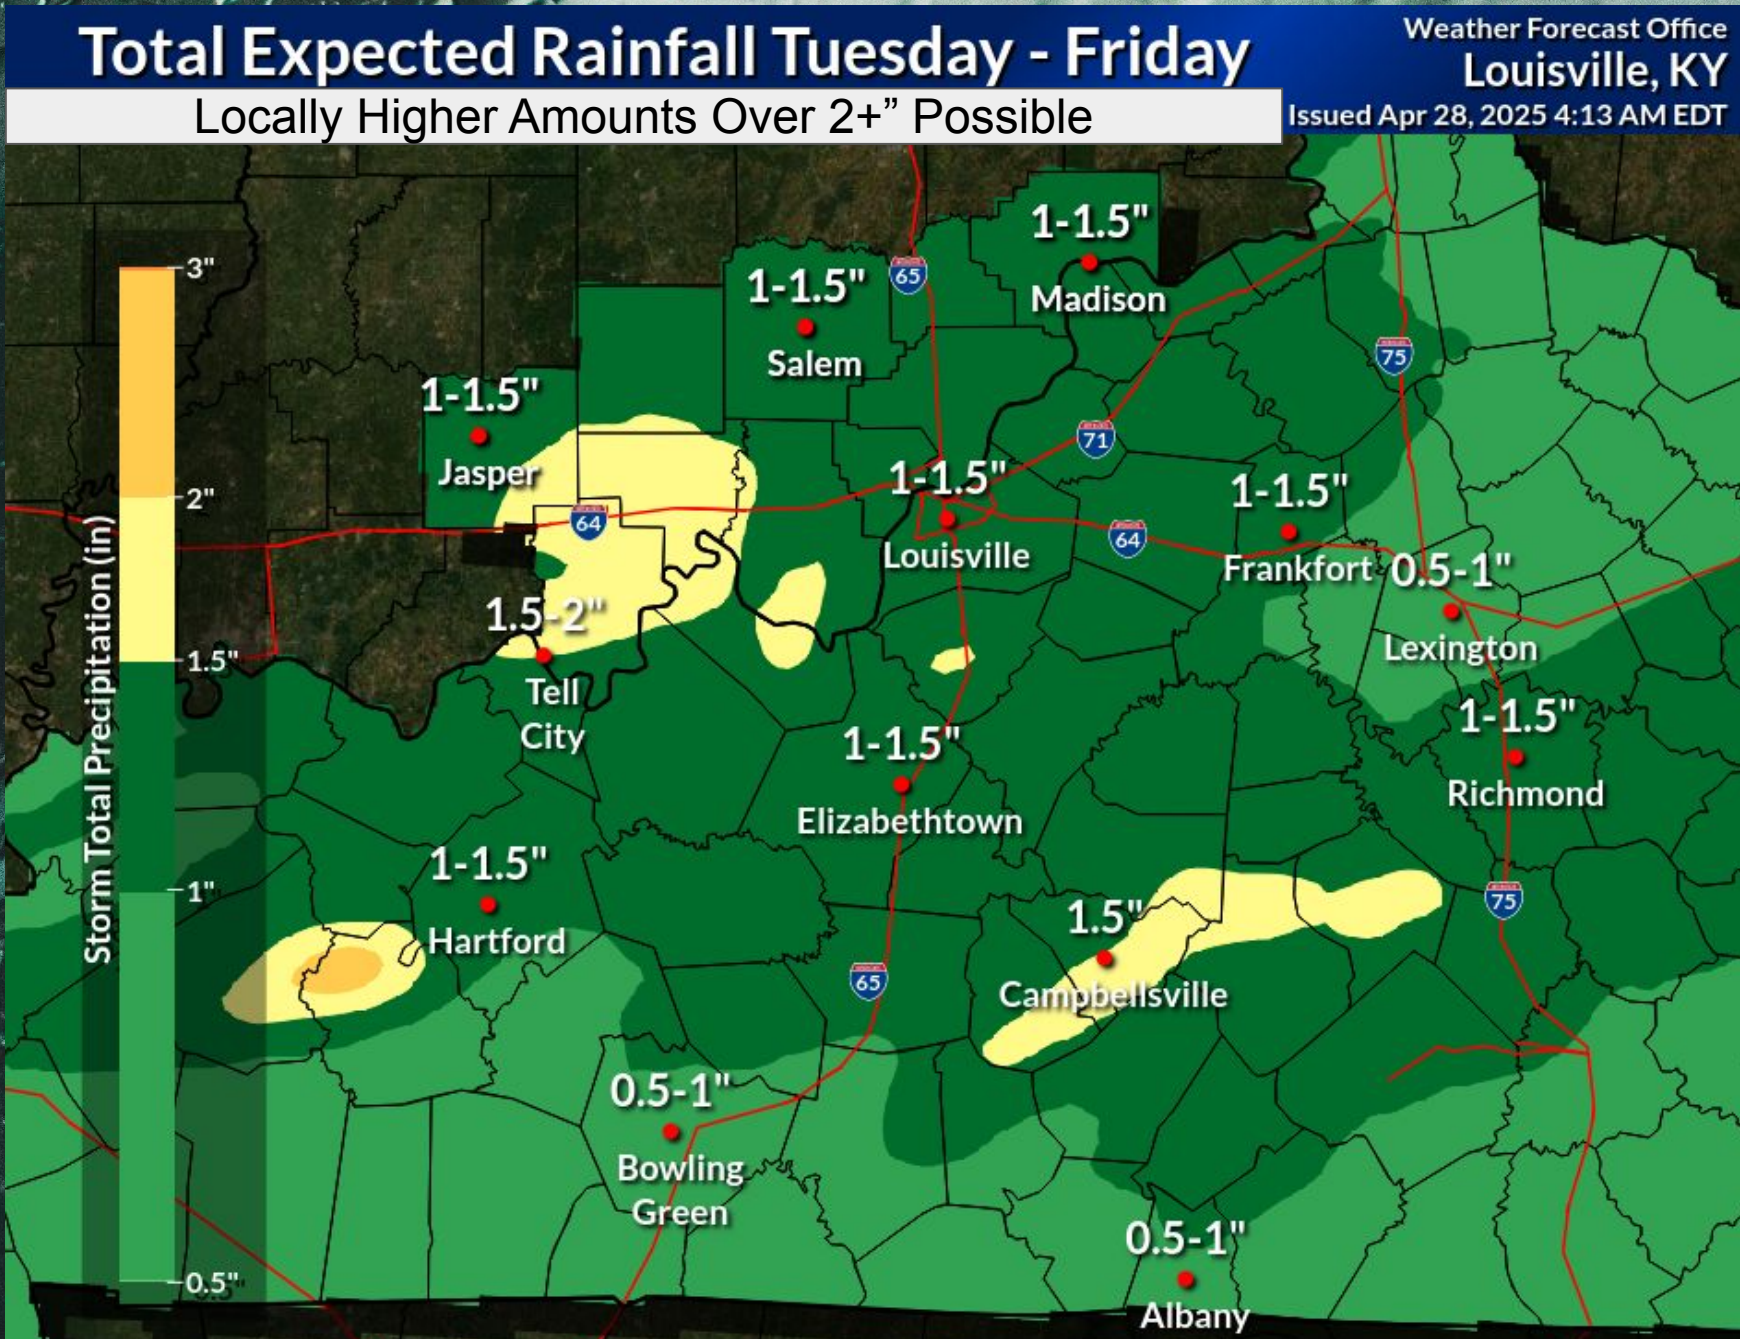 Total Expected Rainfall Tuesday - Friday
Locally Higher Amounts Over 2+” Possible
Weather Forecast Office
Louisville, KY
Issued Apr 28, 2025 4:13 AM EDT
Storm Total Precipitation (in)
3"
2"
1.5"
1"
0.5"
1-1.5"
Madison
65
1-1.5"
Salem
75
1-1.5"
Jasper
71
1-1.5"
Louisville
64
64
1-1.5"
Frankfort
0.5-1"
Lexington
1.5-2"
Tell
City
1-1.5"
Richmond
1-1.5"
Elizabethtown
1-1.5"
Hartford
75
1.5"
Campbellsville
65
0.5-1"
Bowling
Green
0.5-1"
Albany